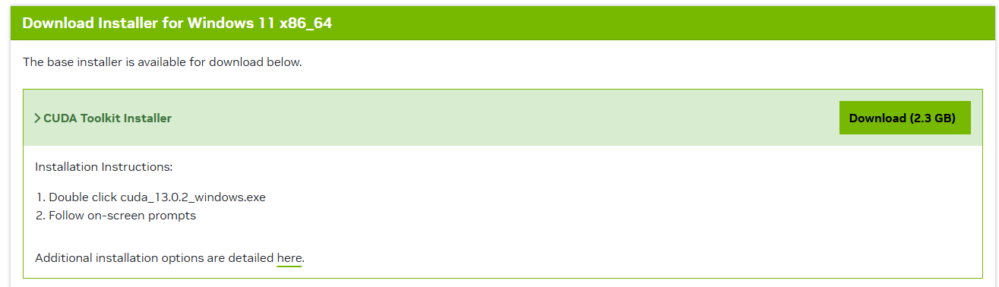 Download Installer for Windows 11 x86_64
The base installer is available for download below.
CUDA Toolkit Installer
Download (2.3 GB)
Installation Instructions:
1. Double click cuda_13.0.2_windows.exe
2. Follow on-screen prompts
Additional installation options are detailed here.